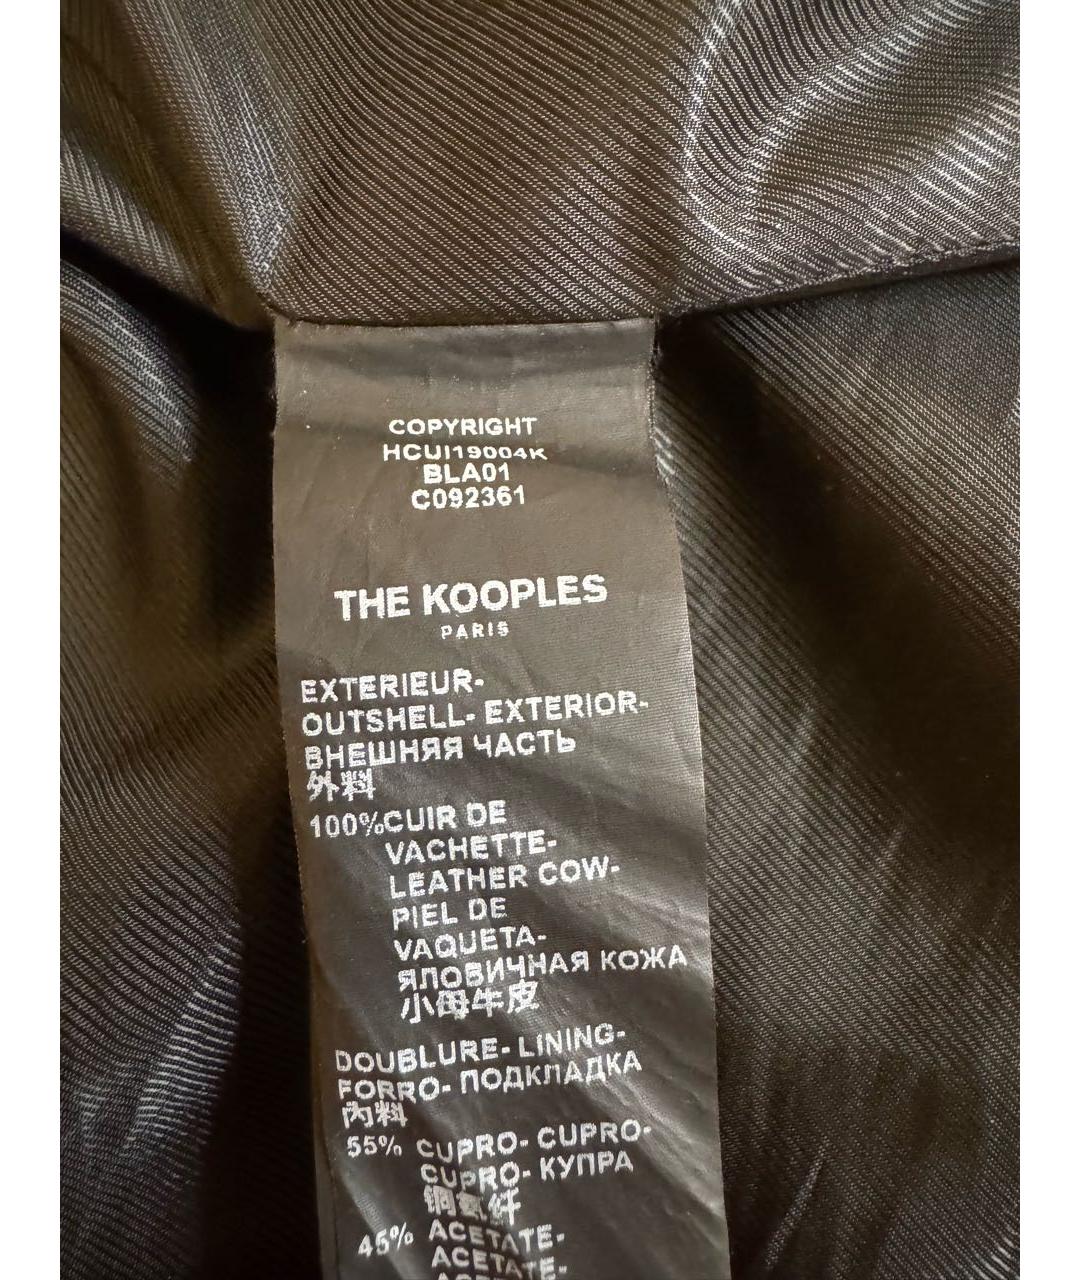 COPYRIGHT
HCUI19004K
BLA01
C092361
THE KOOPLES
PARIS
EXTERIEUR-
OUTSHELL- EXTERIOR-
ВНЕШНЯЯ ЧАСТЬ
外料
100%CUIR DE
VACHETTE-
LEATHER COW-
PIEL DE
VAQUETA-
ЯЛОВИЧНАЯ КОЖА
小母牛皮
DOUBLURE- LINING-
FORRO- ПОДКЛАДКА
内料
55% CUPRO- CUPRO-
CUPRO- КУПРА
铜氨纤
45% ACETATE-
ACETATE-